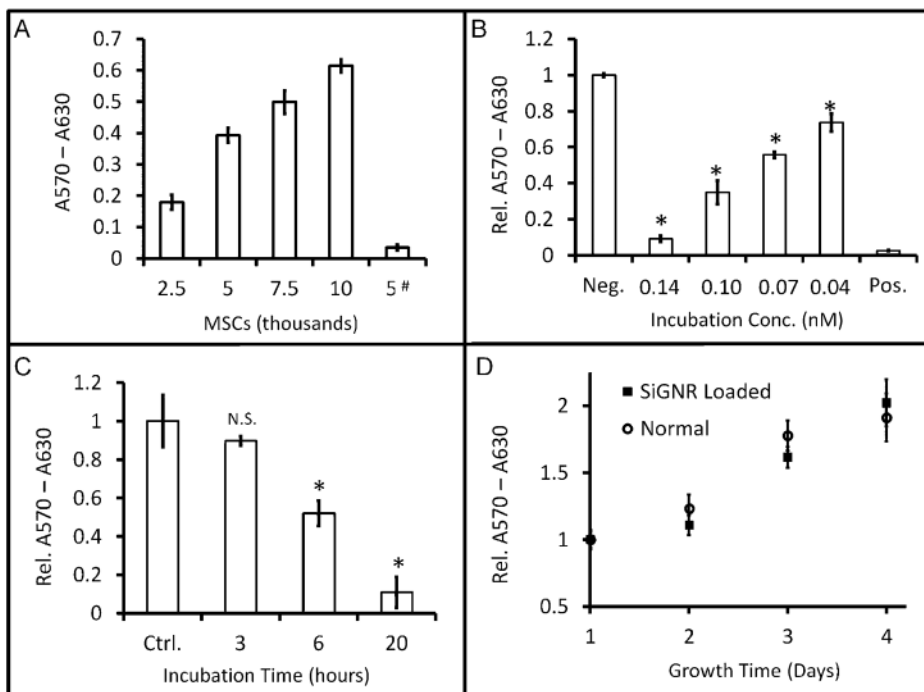 A
0.7
0.6
0.5
0.4
0.3
0.2
0.1
0
A570 – A630
2.5 5 7.5 10 5 #
MSCs (thousands)
B
1.2
1
0.8
0.6
0.4
0.2
0
Rel. A570 – A630
* * * *
Neg. 0.14 0.10 0.07 0.04 Pos.
Incubation Conc. (nM)
C
1.2
1
0.8
0.6
0.4
0.2
0
Rel. A570 – A630
N.S.
*
*
Ctrl. 3 6 20
Incubation Time (hours)
D
2
1.5
1
0.5
Rel. A570 – A630
SiGNR Loaded
Normal
1 2 3 4
Growth Time (Days)